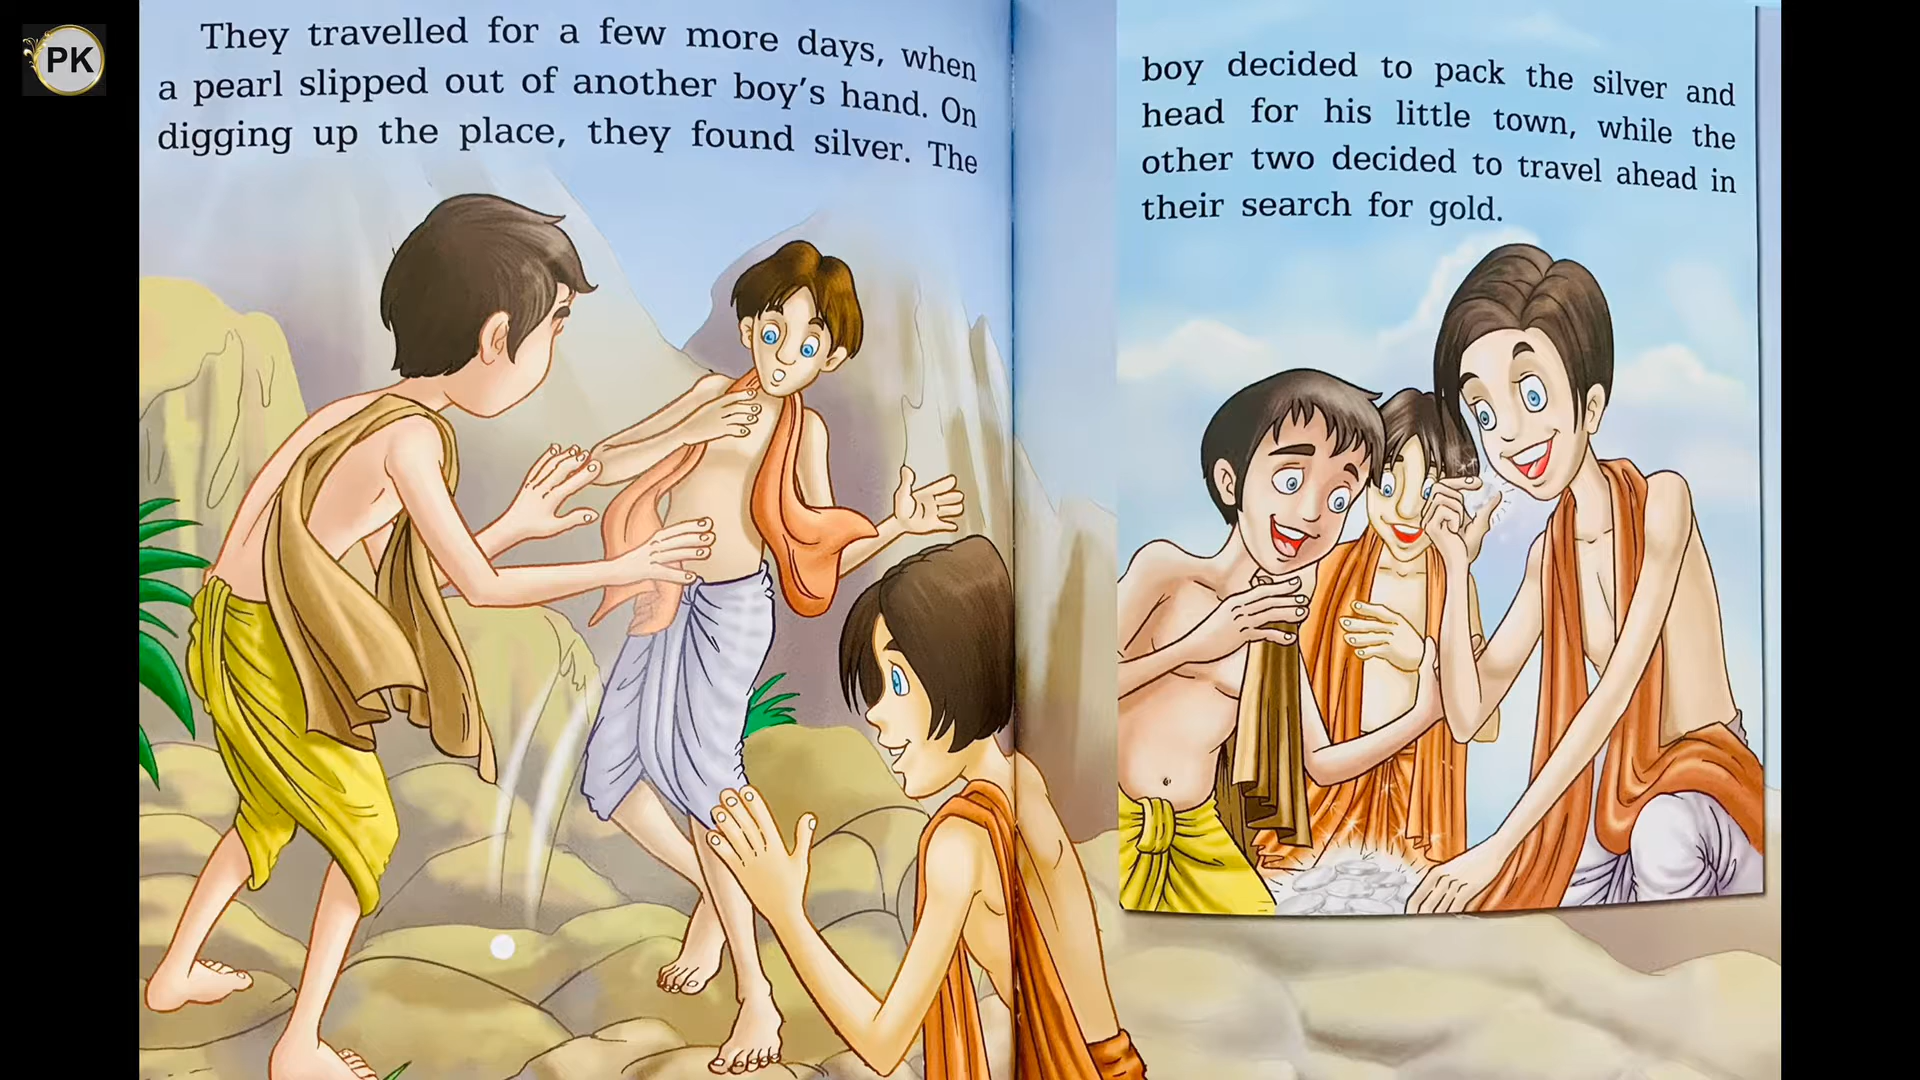 PK
They travelled for a few more days, when
a pearl slipped out of another boy's hand. On
digging up the place, they found silver. The
boy decided to pack the silver and
head for his little town, while the
other two decided to travel ahead in
their search for gold.